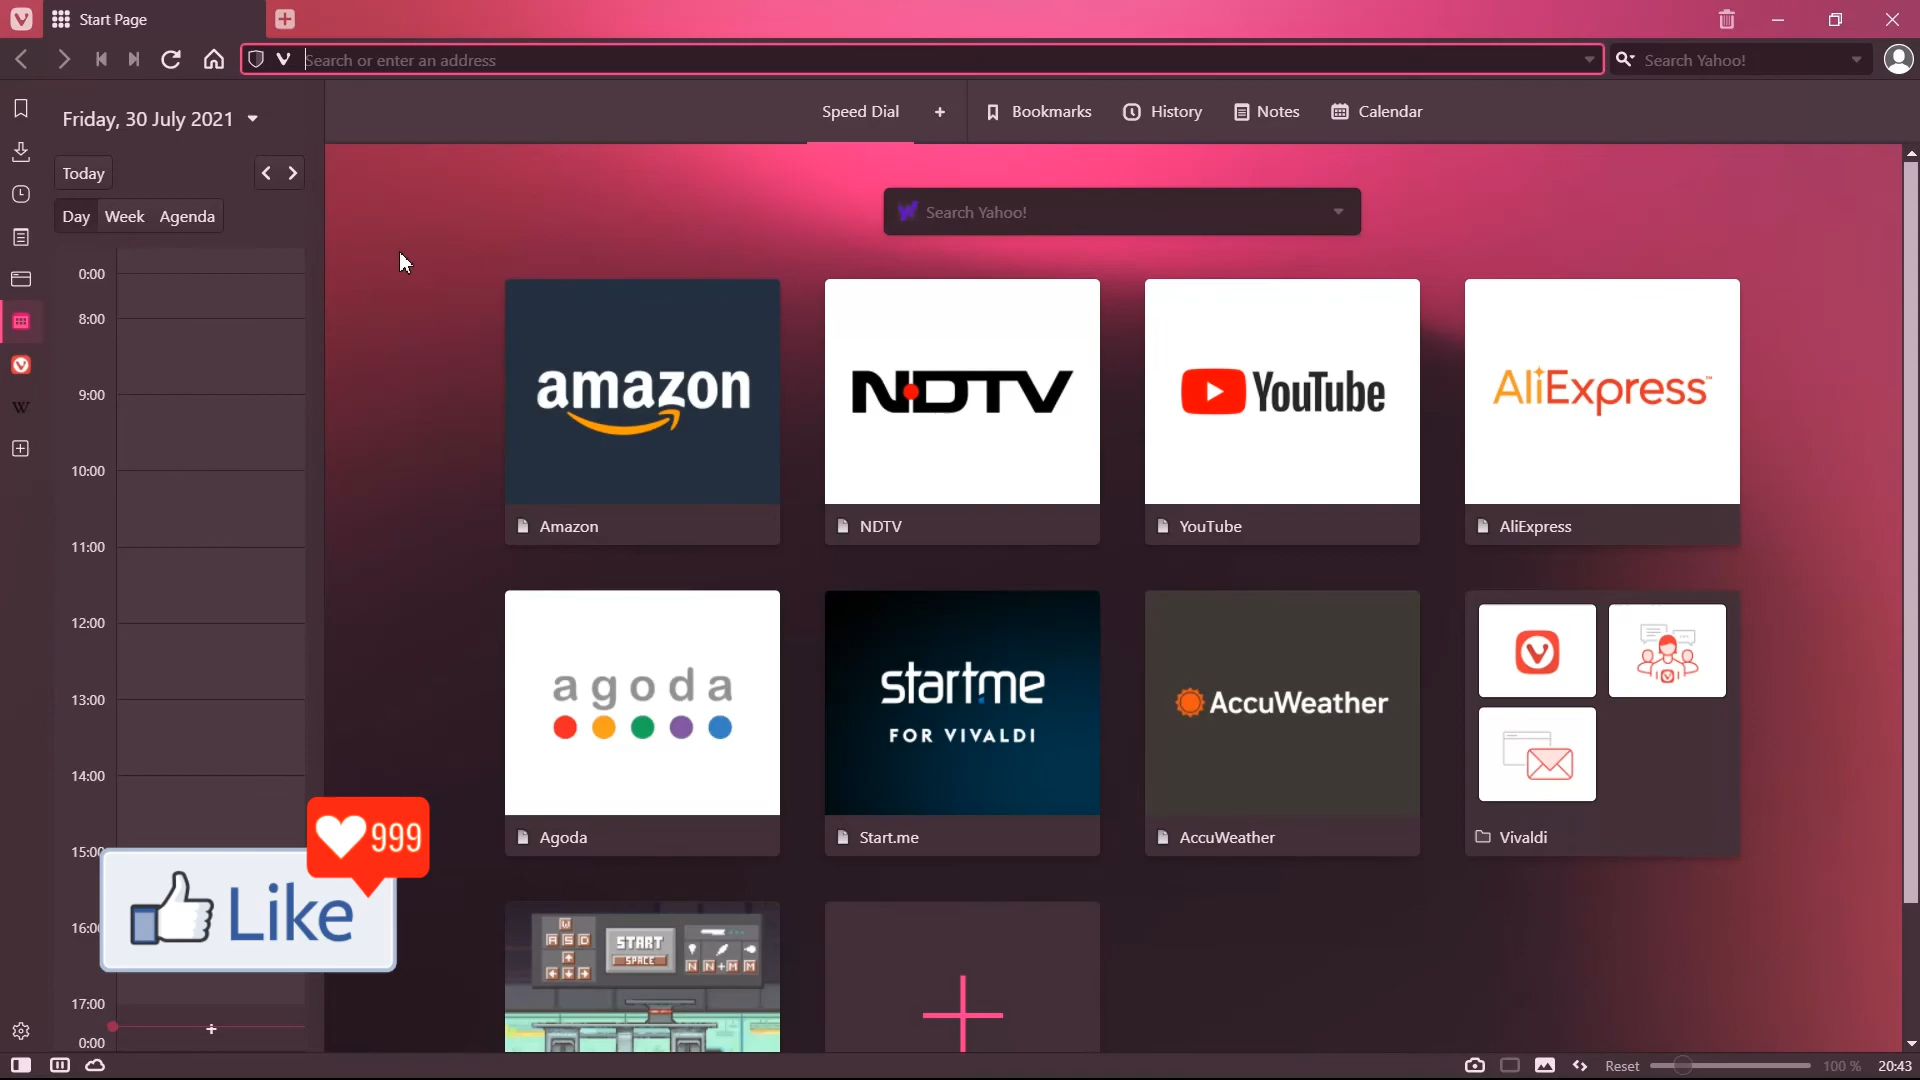 Start Page
Search or enter an address
Search Yahoo!
Friday, 30 July 2021
Speed Dial
Bookmarks
History
Notes
Calendar
Today
Day Week Agenda
Search Yahoo!
0:00
8:00
9:00
10:00
11:00
12:00
13:00
14:00
15:00
16:00
17:00
0:00
amazon
Amazon
NDTV
NDTV
YouTube
YouTube
AliExpress™
AliExpress
agoda
Agoda
startme
FOR VIVALDI
Start.me
AccuWeather
AccuWeather
Vivaldi
999
Like
W
A S D
START
SPACE
N N+M M
Reset
100 %
20:43